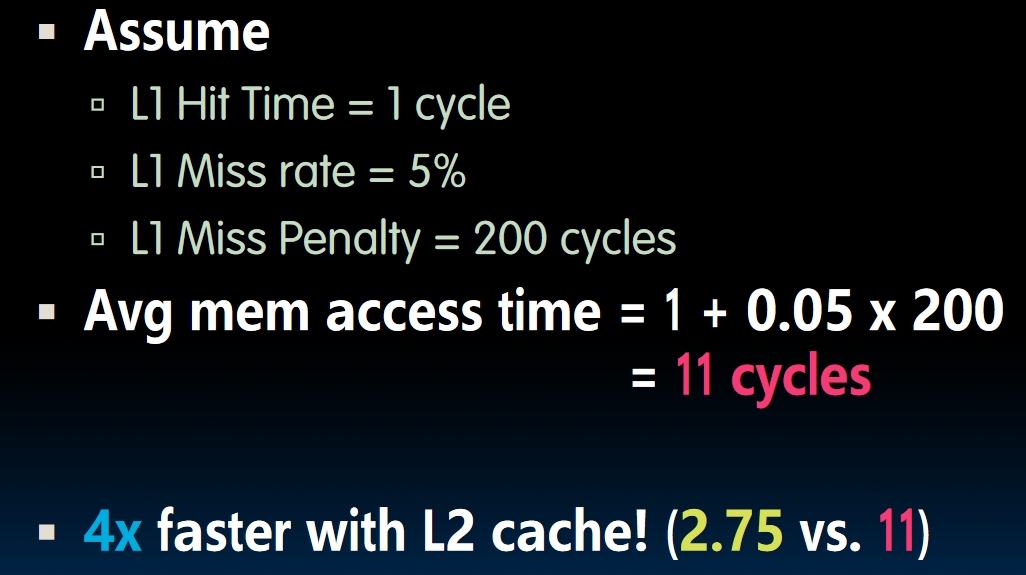 Assume
L1 Hit Time = 1 cycle
L1 Miss rate = 5%
L1 Miss Penalty = 200 cycles
Avg mem access time = 1 + 0.05 x 200
= 11 cycles
4x faster with L2 cache! (2.75 vs. 11)